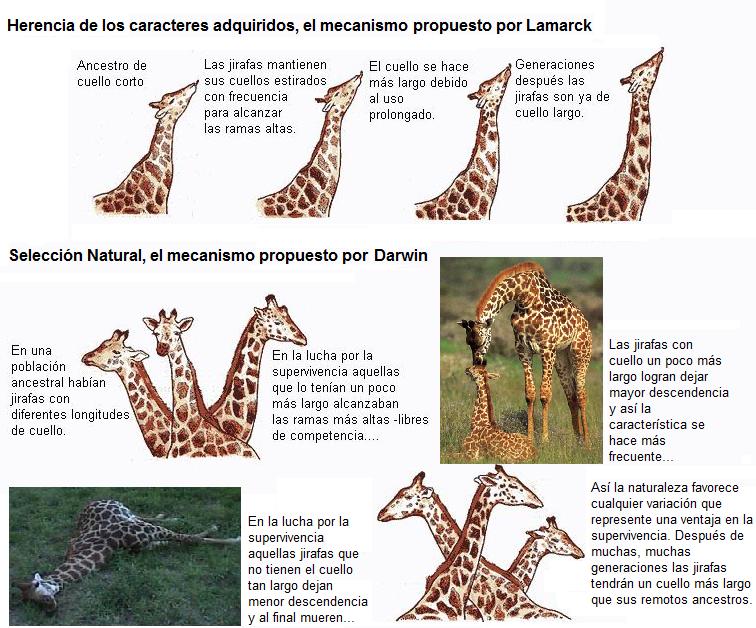 Herencia de los caracteres adquiridos, el mecanismo propuesto por Lamarck
Ancestro de
cuello corto
Las jirafas mantienen
sus cuellos estirados
con frecuencia
para alcanzar
las ramas altas.
El cuello se hace
más largo debido
al uso
prolongado.
Generaciones
después las
jirafas son ya de
cuello largo.
Selección Natural, el mecanismo propuesto por Darwin
En una
población
ancestral habían
jirafas con
diferentes longitudes
de cuello.
En la lucha por la
supervivencia aquellas
que lo tenían un poco
más largo alcanzaban
las ramas más altas -libres
de competencia....
Las jirafas con
cuello un poco más
largo logran dejar
mayor descendencia
y así la
característica se
hace más
frecuente...
En la lucha por la
supervivencia
aquellas jirafas que
no tienen el cuello
tan largo dejan
menor descendencia
y al final mueren...
Así la naturaleza favorece
cualquier variación que
represente una ventaja en la
supervivencia. Después de
muchas, muchas
generaciones las jirafas
tendrán un cuello más largo
que sus remotos ancestros.